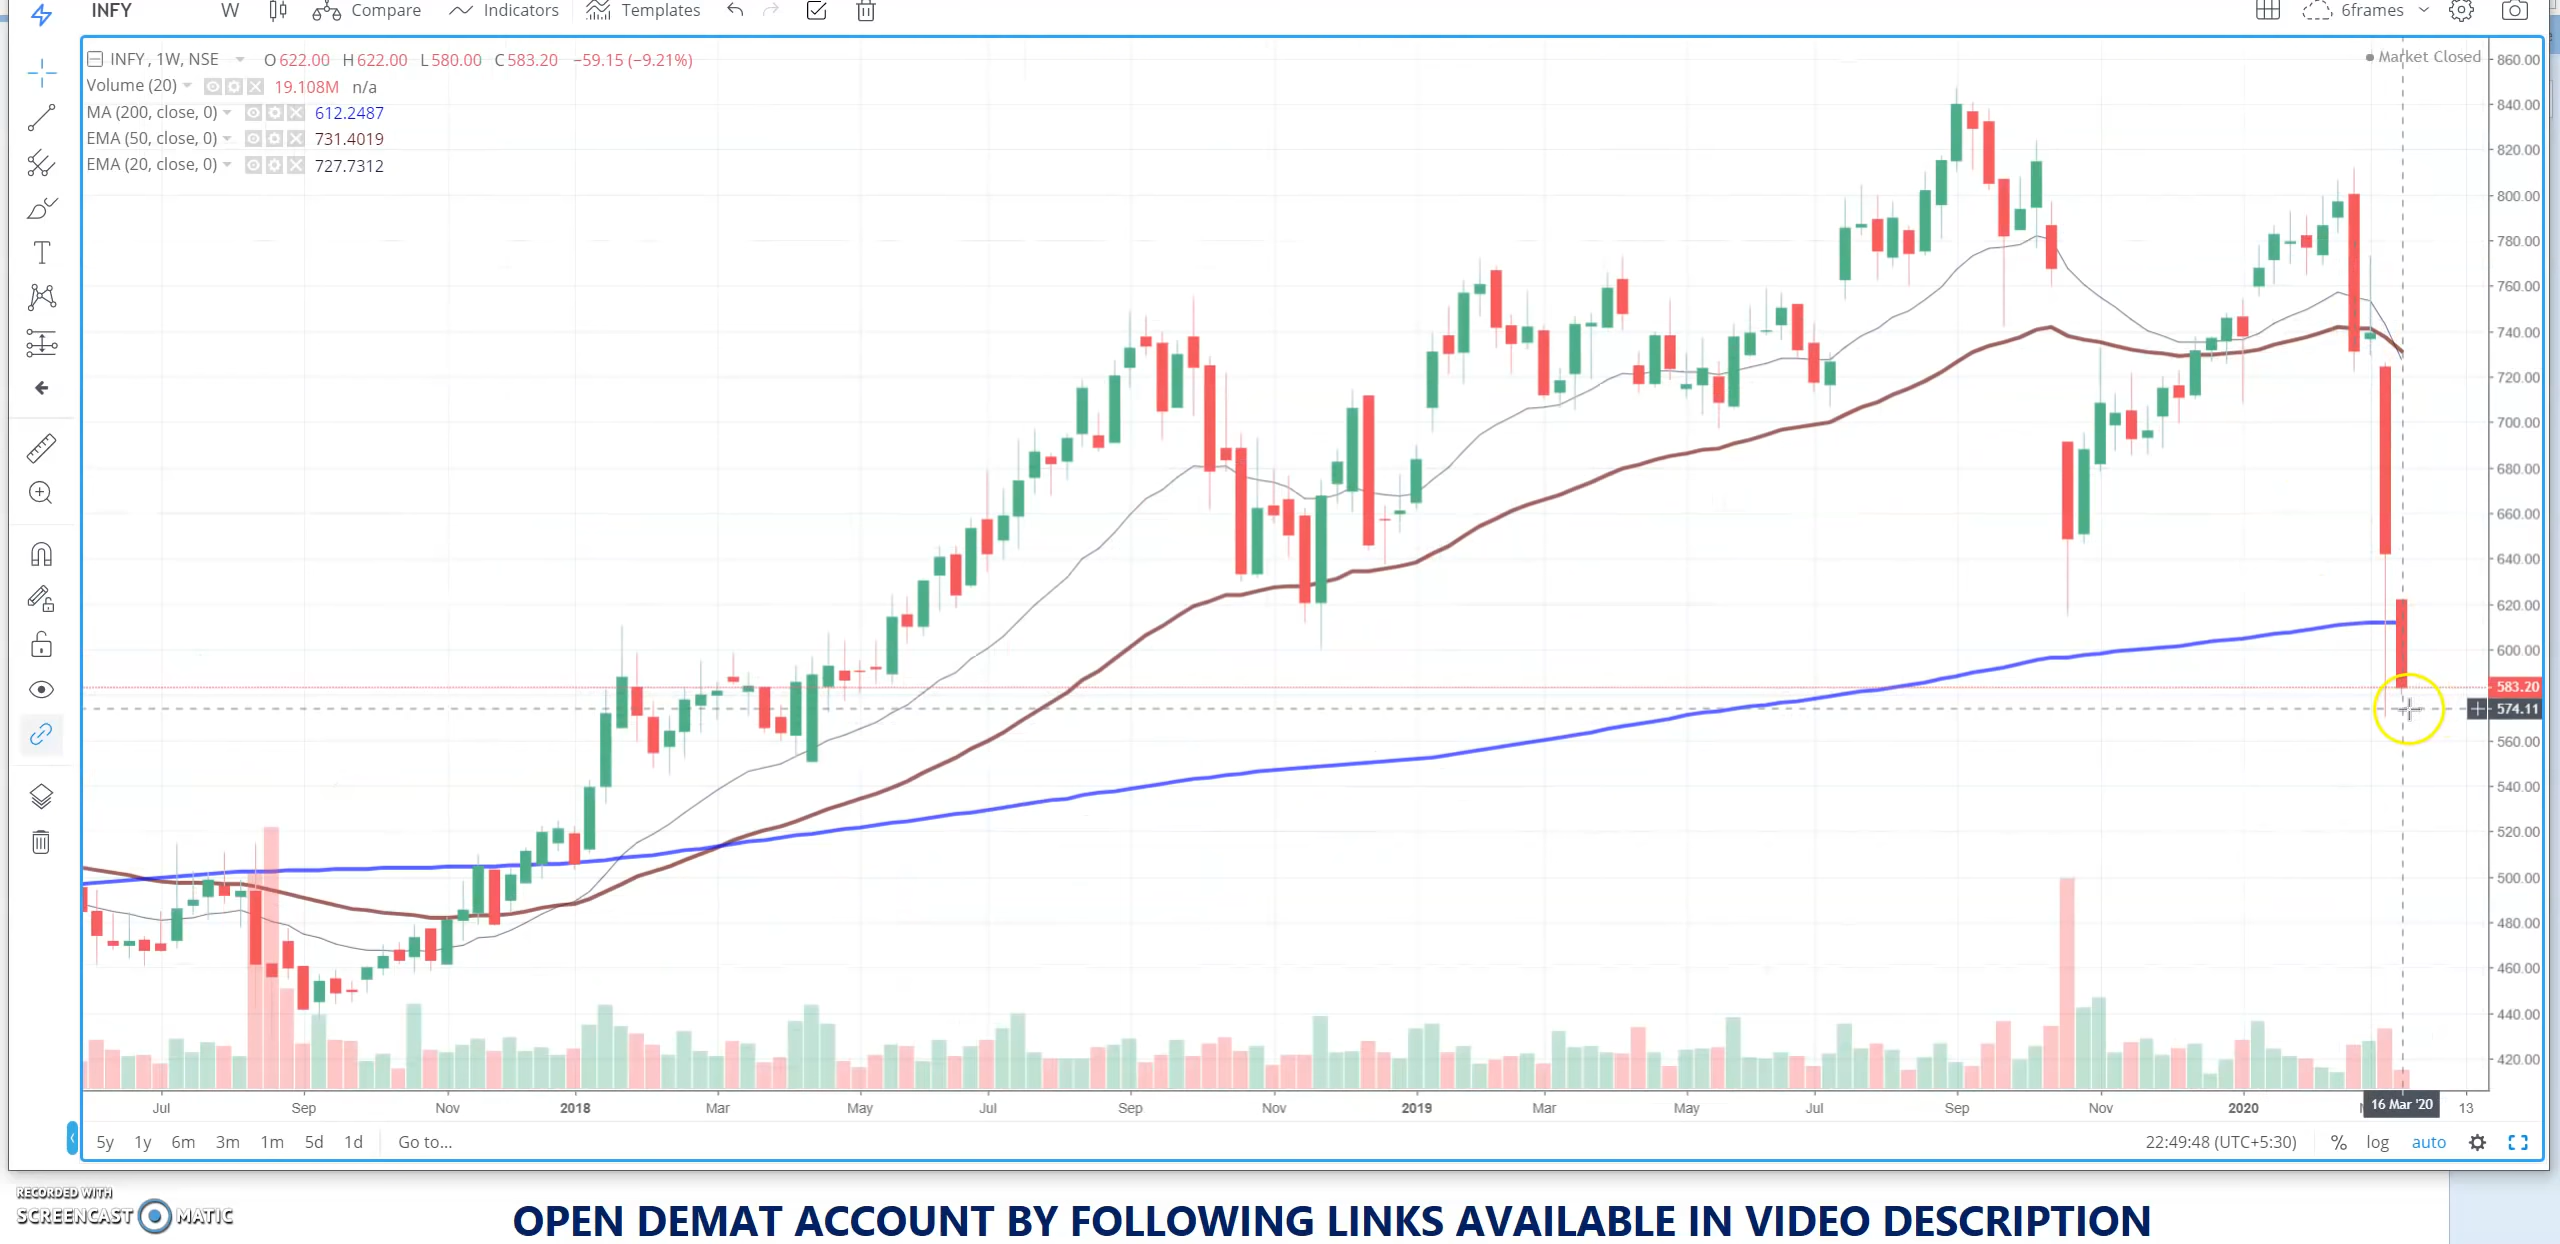 INFY W Compare Indicators Templates 6frames
INFY, 1W, NSE O622.00 H622.00 L580.00 C583.20 −59.15 (−9.21%)
Market Closed
Volume (20) 19.108M n/a
MA (200, close, 0) 612.2487
EMA (50, close, 0) 731.4019
EMA (20, close, 0) 727.7312
860.00
840.00
820.00
800.00
780.00
760.00
740.00
720.00
700.00
680.00
660.00
640.00
620.00
600.00
583.20
574.11
560.00
540.00
520.00
500.00
480.00
460.00
440.00
420.00
Jul Sep Nov 2018 Mar May Jul Sep Nov 2019 Mar May Jul Sep Nov 2020 16 Mar '20 13
5y 1y 6m 3m 1m 5d 1d Go to... 22:49:48 (UTC+5:30) % log auto
RECORDED WITH
SCREENCAST MATIC
OPEN DEMAT ACCOUNT BY FOLLOWING LINKS AVAILABLE IN VIDEO DESCRIPTION